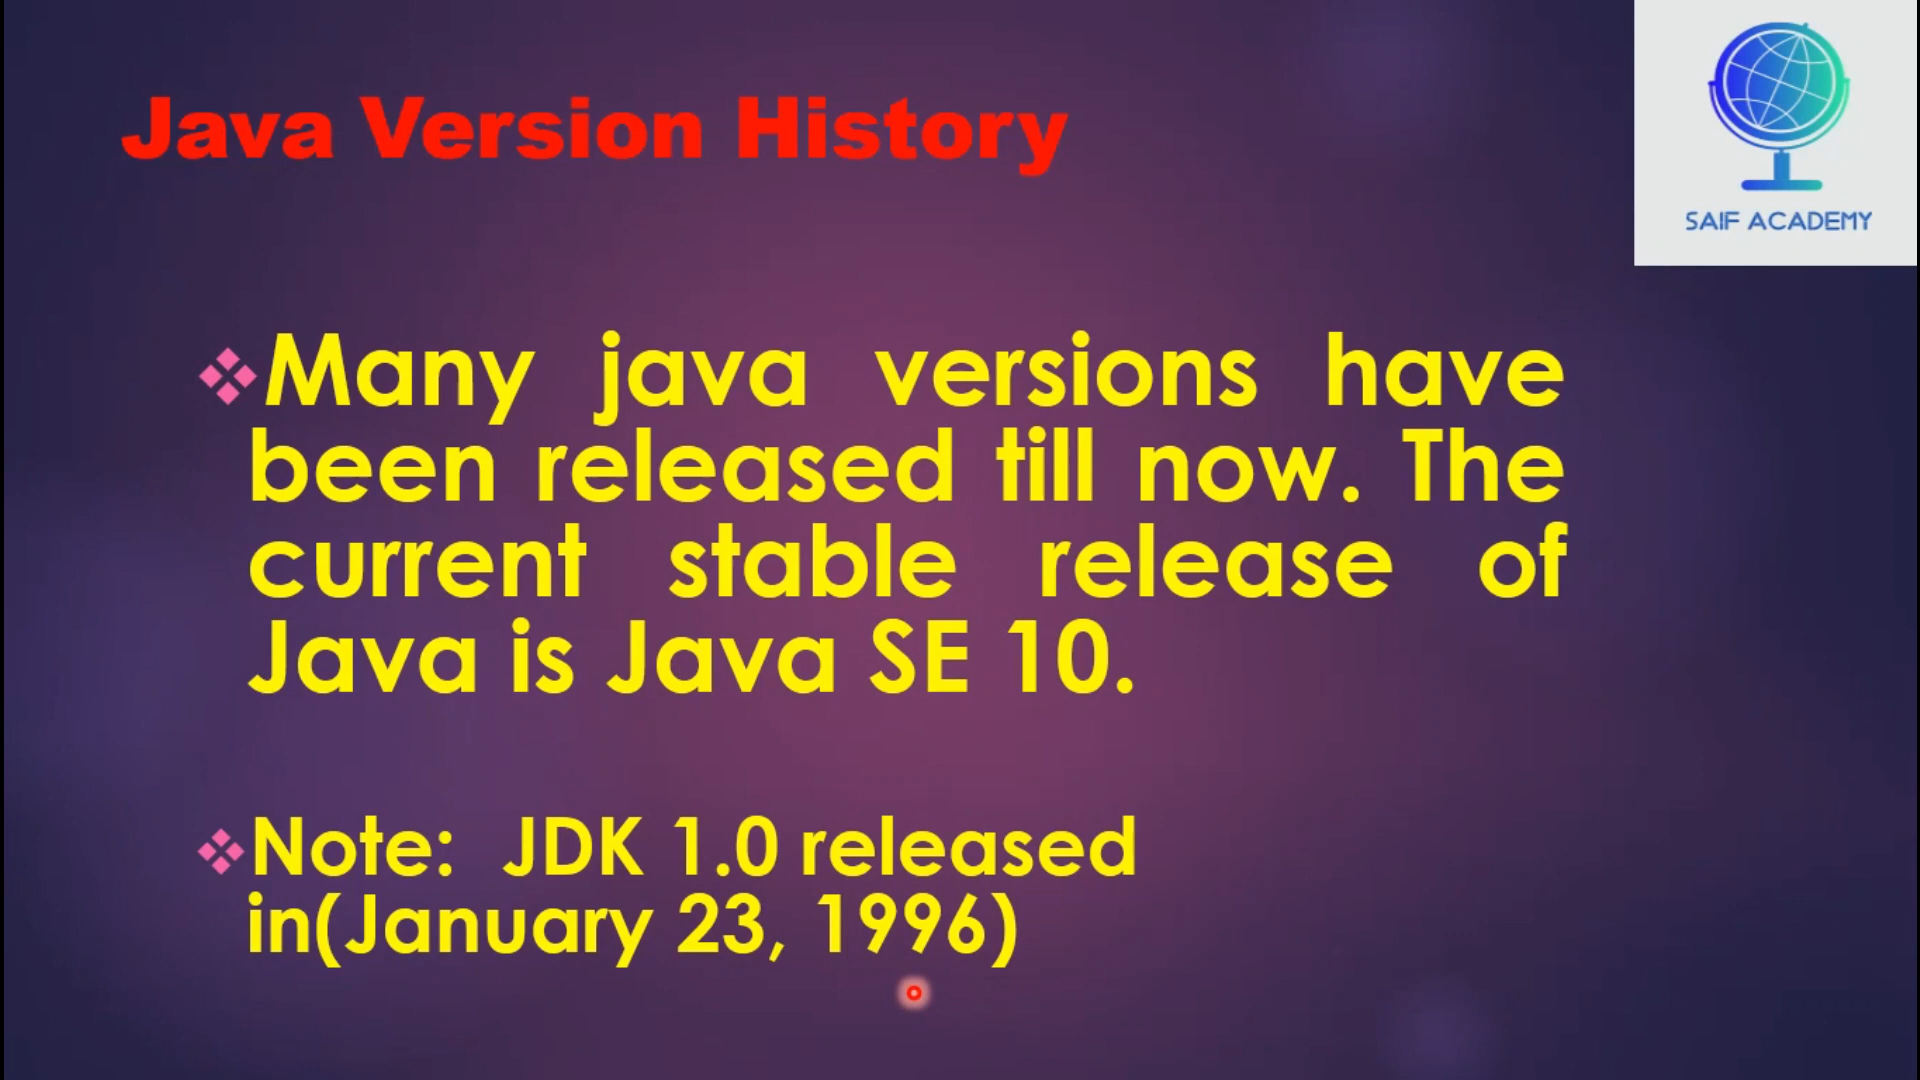 Java Version History
SAIF ACADEMY
❖Many java versions have
been released till now. The
current stable release of
Java is Java SE 10.
❖Note: JDK 1.0 released
in(January 23, 1996)